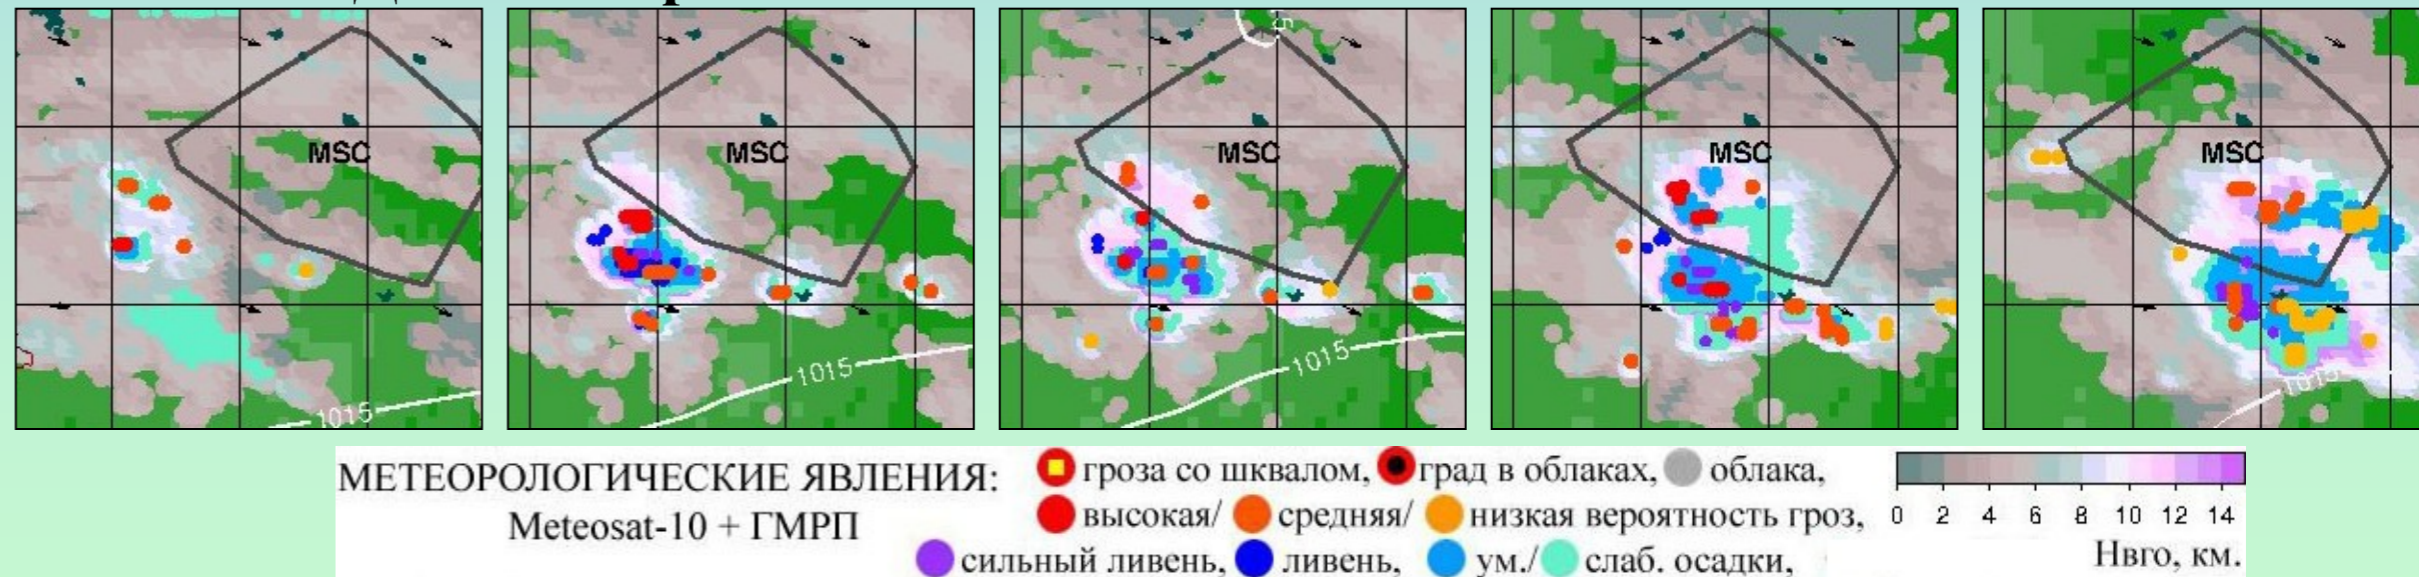 MSC
1015
MSC
1015
MSC
1015
MSC
MSC
1015
МЕТЕОРОЛОГИЧЕСКИЕ ЯВЛЕНИЯ:
Meteosat-10 + ГМРП
гроза со шквалом, град в облаках, облака,
высокая/ средняя/ низкая вероятность гроз,
сильный ливень, ливень, ум./ слаб. осадки,
0 2 4 6 8 10 12 14
Нвго, км.